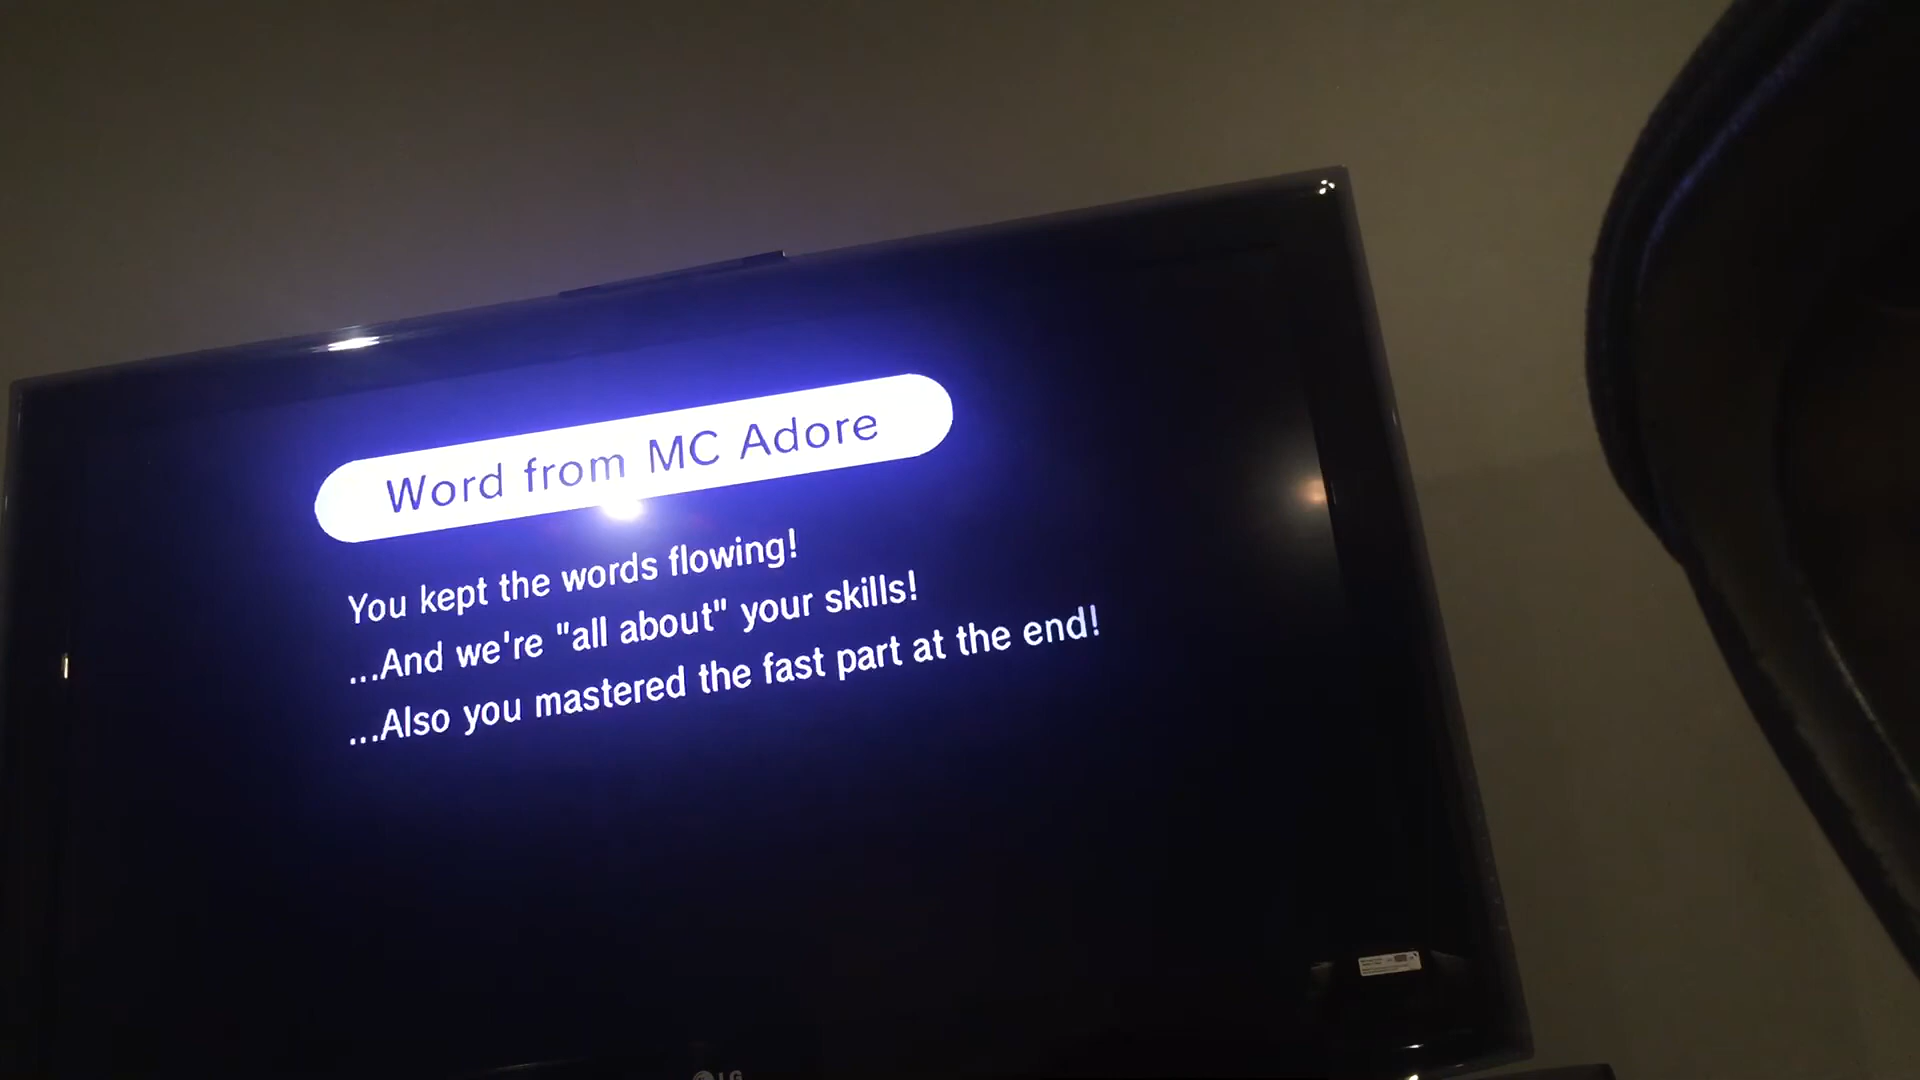 Word from MC Adore
You kept the words flowing!
...And we're "all about" your skills!
...Also you mastered the fast part at the end!
LG